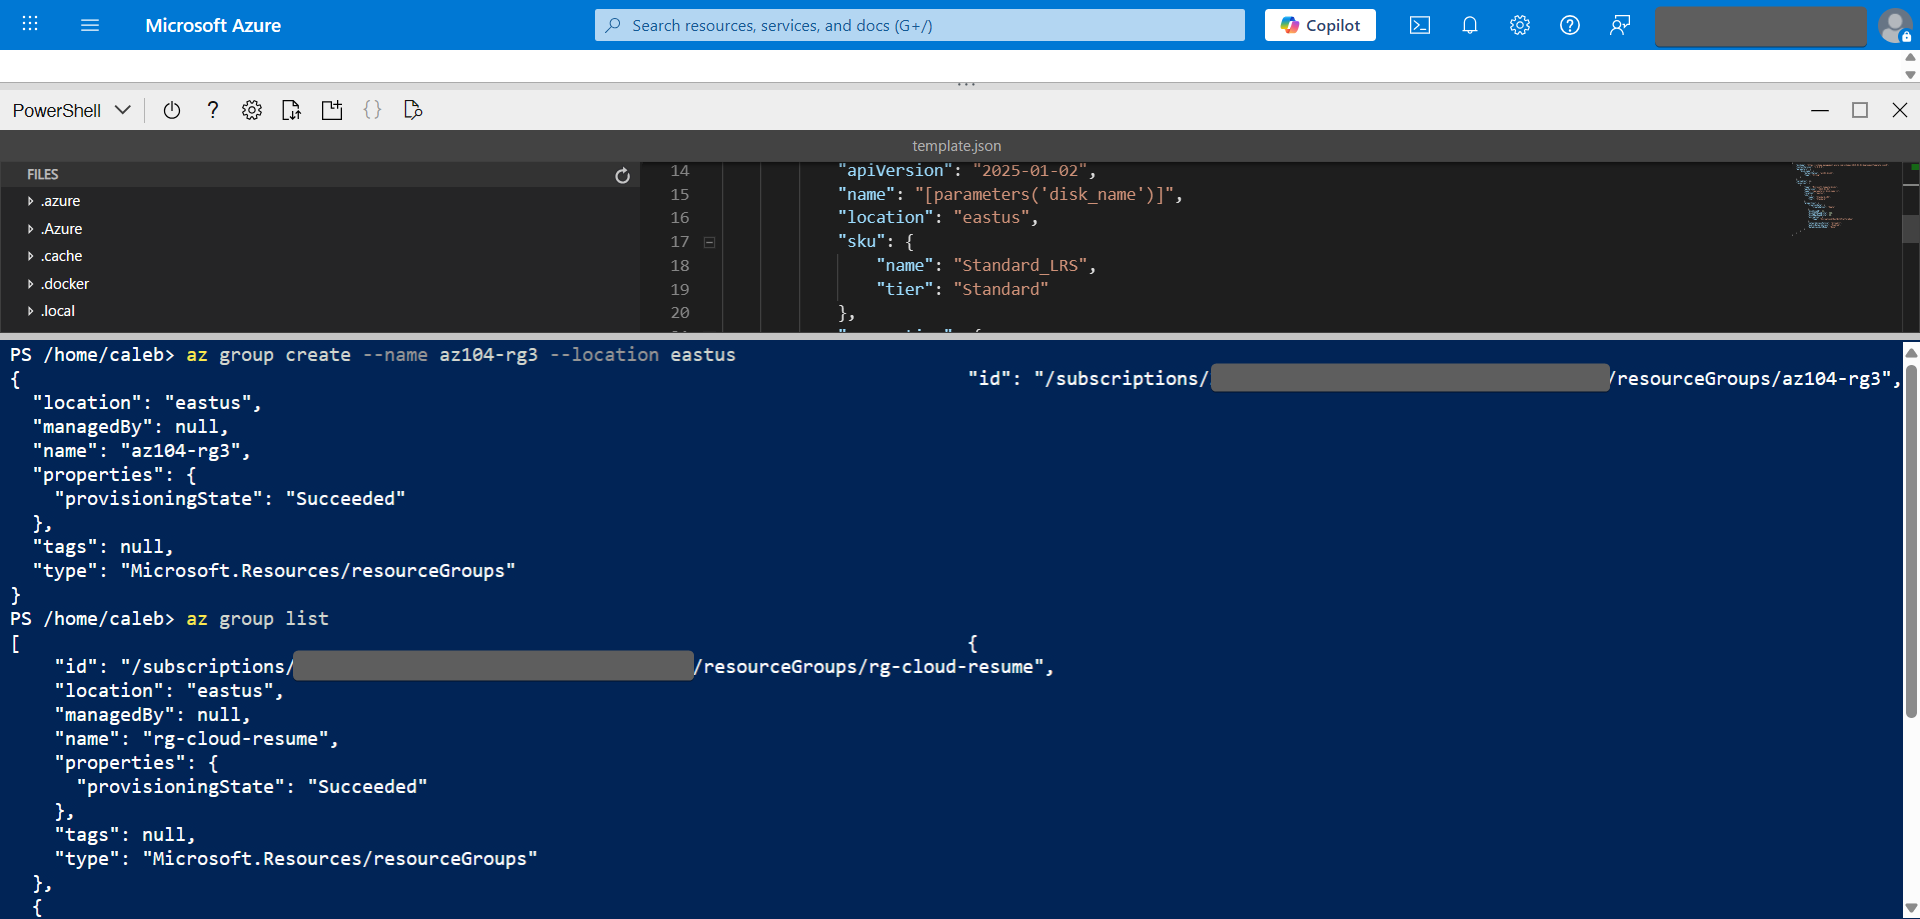 Microsoft Azure
Search resources, services, and docs (G+/)
Copilot
PowerShell
template.json
FILES
.azure
.Azure
.cache
.docker
.local
14 "apiVersion": "2025-01-02",
15 "name": "[parameters('disk_name')]",
16 "location": "eastus",
17 "sku": {
18 "name": "Standard_LRS",
19 "tier": "Standard"
20 },
PS /home/caleb> az group create --name az104-rg3 --location eastus
{ "id": "/subscriptions/ /resourceGroups/az104-rg3",
"location": "eastus",
"managedBy": null,
"name": "az104-rg3",
"properties": {
"provisioningState": "Succeeded"
},
"tags": null,
"type": "Microsoft.Resources/resourceGroups"
}
PS /home/caleb> az group list
[ {
"id": "/subscriptions/ /resourceGroups/rg-cloud-resume",
"location": "eastus",
"managedBy": null,
"name": "rg-cloud-resume",
"properties": {
"provisioningState": "Succeeded"
},
"tags": null,
"type": "Microsoft.Resources/resourceGroups"
},
{